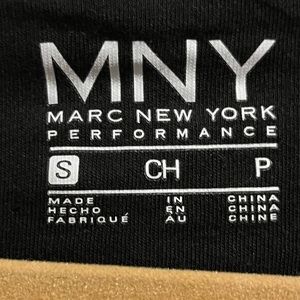 MNY
MARC NEW YORK
PERFORMANCE
S CH P
MADE IN CHINA
HECHO EN CHINA
FABRIQUÉ AU CHINE